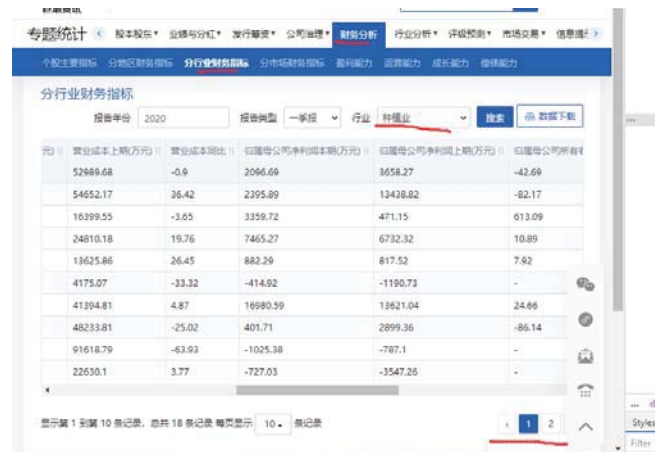 专题统计 个股股东 业绩与分红 发行筹资 公司治理 财务分析 行业分析 评级预测 市场交易
个股主要指标 分地区财务指标 分行业财务指标 分市场财务指标 盈利能力 运营能力 成长能力 偿债能力
分行业财务指标
报告年份 2020 报告类型 一季报 行业 种植业 搜索 数据下载
元) 营业成本上期(万元) 营业成本同比 归属母公司净利润本期(万元) 归属母公司净利润上期(万元) 归属母公司所有者
52989.68 -0.9 2096.69 3658.27 -42.69
54652.17 36.42 2395.89 13438.82 -82.17
16399.55 -3.65 3359.72 471.15 613.09
24810.18 19.76 7465.27 6732.32 10.89
13625.86 26.45 882.29 817.52 7.92
4175.07 -33.32 -414.92 -1190.73 -
41394.81 4.87 16980.59 13621.04 24.66
48233.81 -25.02 401.71 2899.36 -86.14
91618.79 -63.93 -1025.38 -787.1 -
22630.1 3.77 -727.03 -3547.26 -
显示第 1 到第 10 条记录，总共 18 条记录 每页显示 10 条记录
‹ 1 2
... d
Styles
Filter